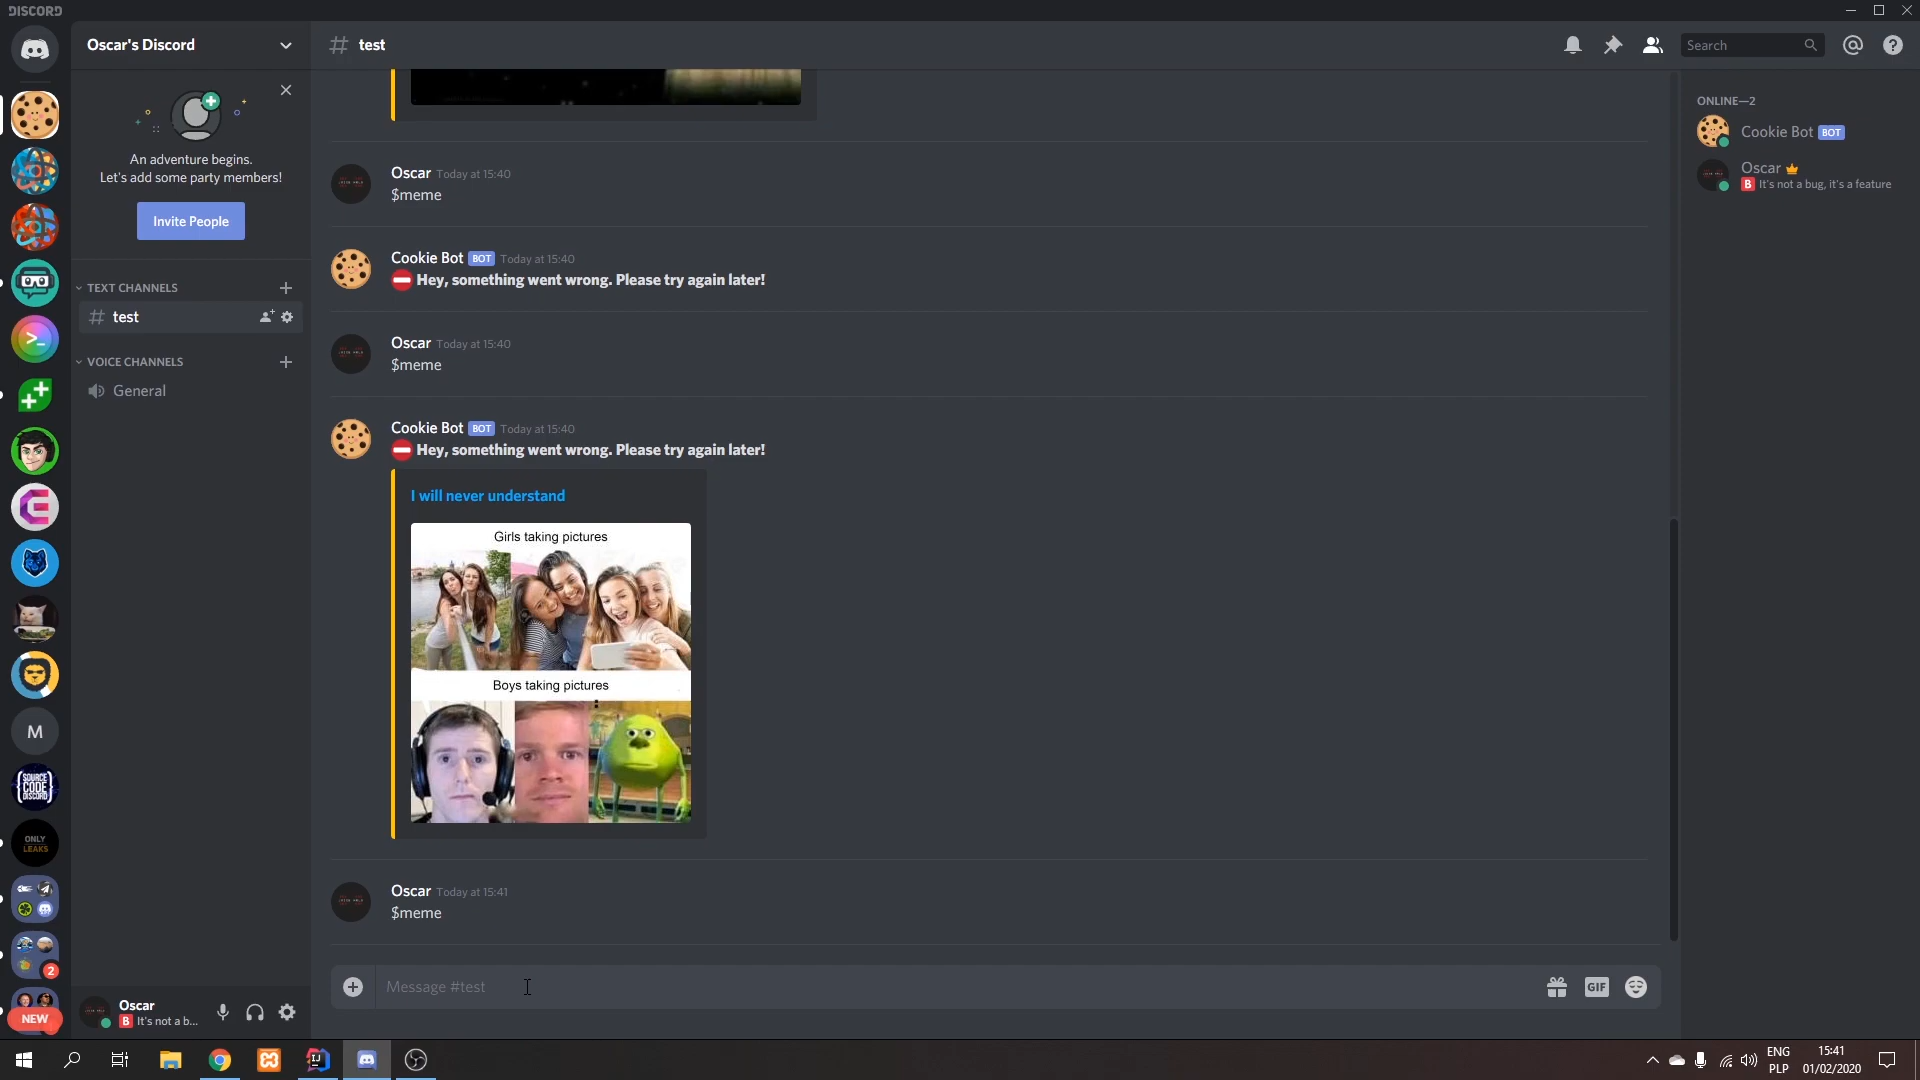 DISCORD
Oscar's Discord
# test
Search
An adventure begins.
Let's add some party members!
Invite People
TEXT CHANNELS
test
VOICE CHANNELS
General
Oscar Today at 15:40
$meme
Cookie Bot BOT Today at 15:40
Hey, something went wrong. Please try again later!
Oscar Today at 15:40
$meme
Cookie Bot BOT Today at 15:40
Hey, something went wrong. Please try again later!
I will never understand
Girls taking pictures
Boys taking pictures
Oscar Today at 15:41
$meme
Message #test
GIF
ONLINE—2
Cookie Bot BOT
Oscar
B It's not a bug, it's a feature
M
SOURCE
CODE
DISCORD
ONLY
LEAKS
2
NEW
Oscar
B It's not a b...
ENG
PLP
15:41
01/02/2020